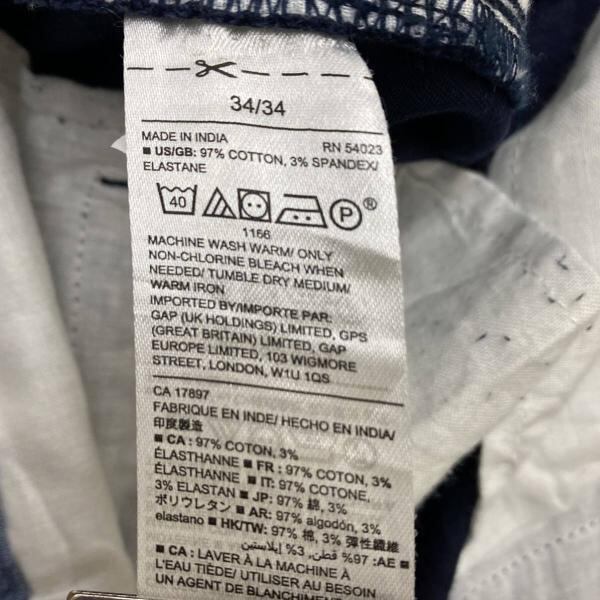 34/34
MADE IN INDIA RN 54023
■ US/GB: 97% COTTON, 3% SPANDEX/
ELASTANE
40 P®
1166
MACHINE WASH WARM/ ONLY
NON-CHLORINE BLEACH WHEN
NEEDED/ TUMBLE DRY MEDIUM/
WARM IRON
IMPORTED BY/IMPORTE PAR:
GAP (UK HOLDINGS) LIMITED, GPS
(GREAT BRITAIN) LIMITED, GAP
EUROPE LIMITED, 103 WIGMORE
STREET, LONDON, W1U 1QS
CA 17897
FABRIQUE EN INDE/ HECHO EN INDIA/
印度製造
■ CA : 97% COTON, 3%
ÉLASTHANNE ■ FR : 97% COTON, 3%
ÉLASTHANNE ■ IT: 97% COTONE,
3% ELASTAN ■ JP: 97% 綿, 3%
ポリウレタン ■ AR: 97% algodón, 3%
elastano ■ HK/TW: 97% 棉, 3% 彈性纖維
■ AE: 97% قطن, 3% إيلاستين
■ CA : LAVER À LA MACHINE À
L'EAU TIÈDE/ UTILISER AU BESOIN
UN AGENT DE BLANCHIMENT